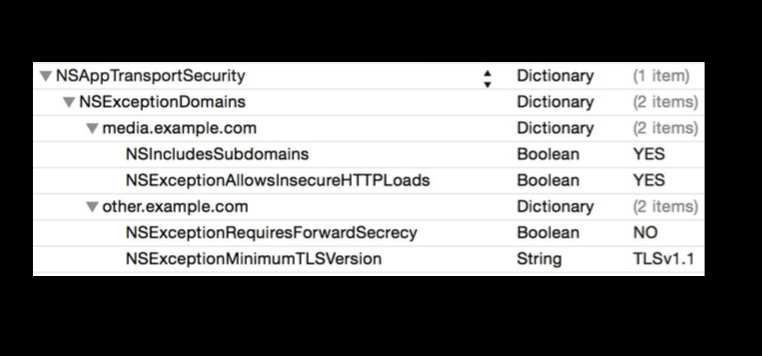 NSAppTransportSecurity Dictionary (1 item)
NSExceptionDomains Dictionary (2 items)
media.example.com Dictionary (2 items)
NSIncludesSubdomains Boolean YES
NSExceptionAllowsInsecureHTTPLoads Boolean YES
other.example.com Dictionary (2 items)
NSExceptionRequiresForwardSecrecy Boolean NO
NSExceptionMinimumTLSVersion String TLSv1.1